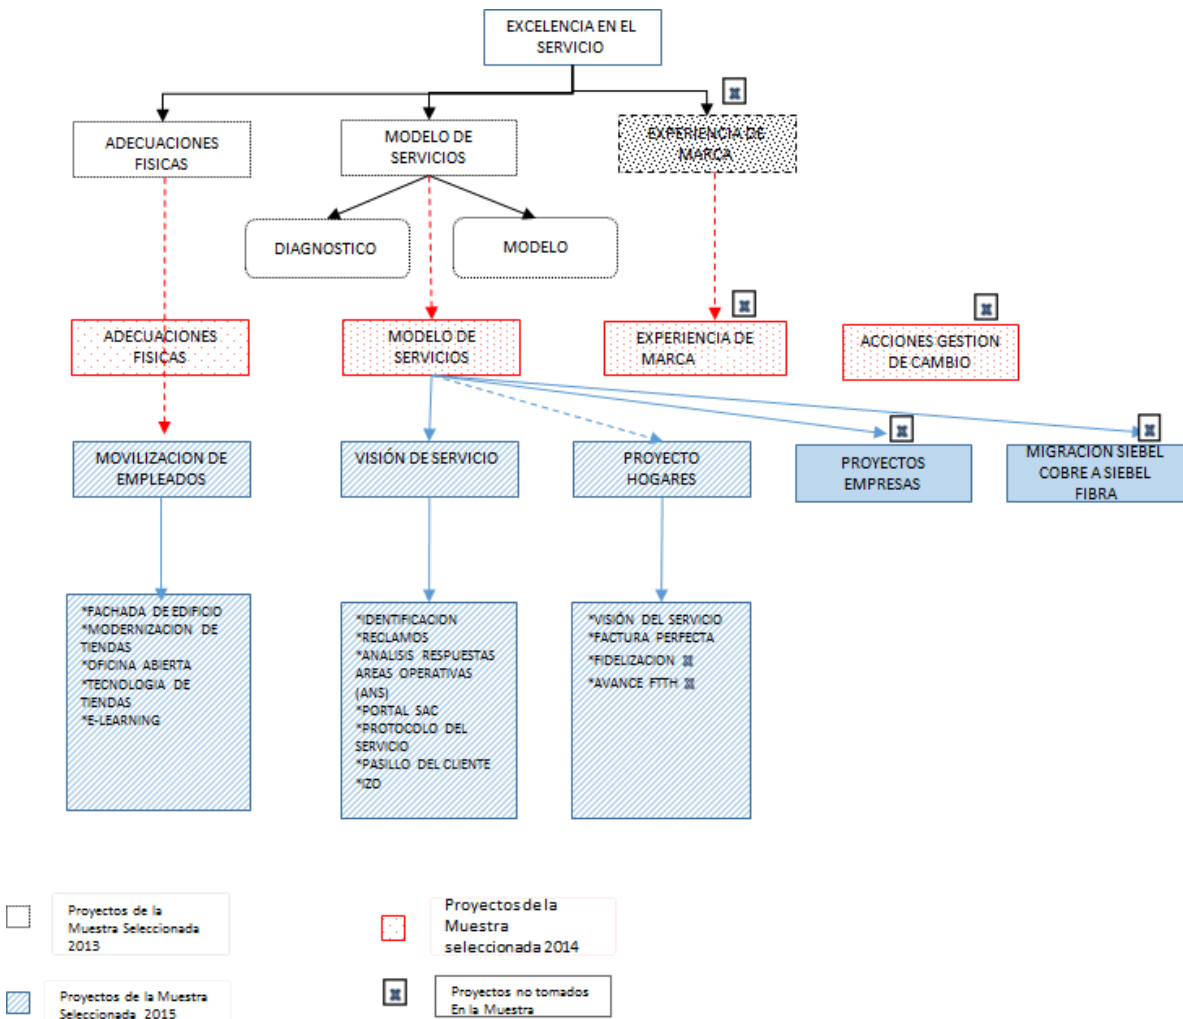 EXCELENCIA EN EL
SERVICIO
ADECUACIONES
FISICAS
MODELO DE
SERVICIOS
EXPERIENCIA DE
MARCA
DIAGNOSTICO
MODELO
ADECUACIONES
FISICAS
MODELO DE
SERVICIOS
EXPERIENCIA DE
MARCA
ACCIONES GESTION
DE CAMBIO
MOVILIZACION DE
EMPLEADOS
VISIÓN DE SERVICIO
PROYECTO
HOGARES
PROYECTOS
EMPRESAS
MIGRACION SIEBEL
COBRE A SIEBEL
FIBRA
*FACHADA DE EDIFICIO
*MODERNIZACION DE
TIENDAS
*OFICINA ABIERTA
*TECNOLOGIA DE
TIENDAS
*E-LEARNING
*IDENTIFICACION
*RECLAMOS
*ANALISIS RESPUESTAS
AREAS OPERATIVAS
(ANS)
*PORTAL SAC
*PROTOCOLO DEL
SERVICIO
*PASILLO DEL CLIENTE
*IZO
*VISIÓN DEL SERVICIO
*FACTURA PERFECTA
*FIDELIZACION
*AVANCE FTTH
Proyectos de la
Muestra Seleccionada
2013
Proyectos de la
Muestra
seleccionada 2014
Proyectos de la Muestra
Seleccionada 2015
Proyectos no tomados
En la Muestra